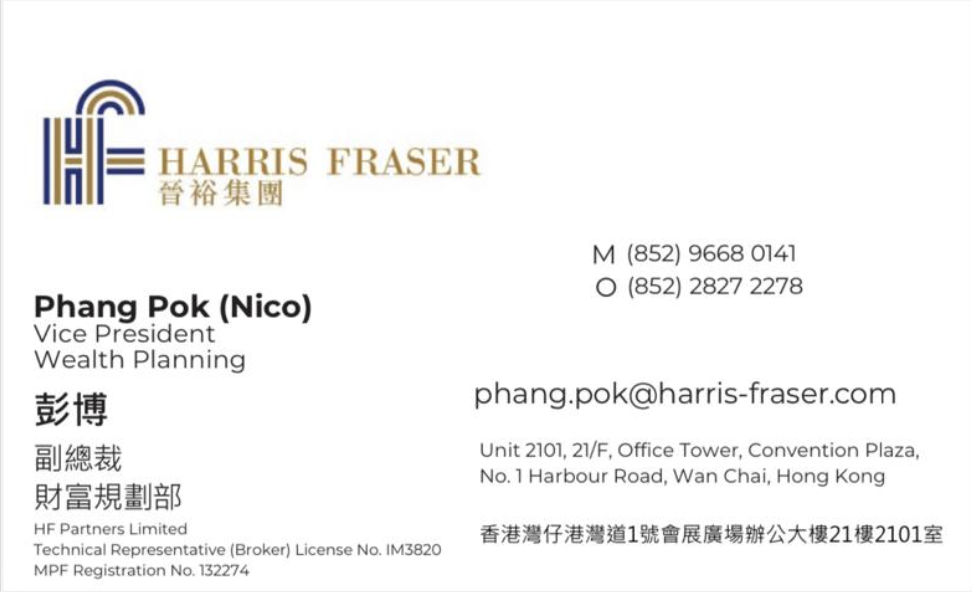 HARRIS FRASER
晉裕集團
M (852) 9668 0141
O (852) 2827 2278
Phang Pok (Nico)
Vice President
Wealth Planning
彭博
副總裁
財富規劃部
HF Partners Limited
Technical Representative (Broker) License No. IM3820
MPF Registration No. 132274
phang.pok@harris-fraser.com
Unit 2101, 21/F, Office Tower, Convention Plaza,
No. 1 Harbour Road, Wan Chai, Hong Kong
香港灣仔港灣道1號會展廣場辦公大樓21樓2101室